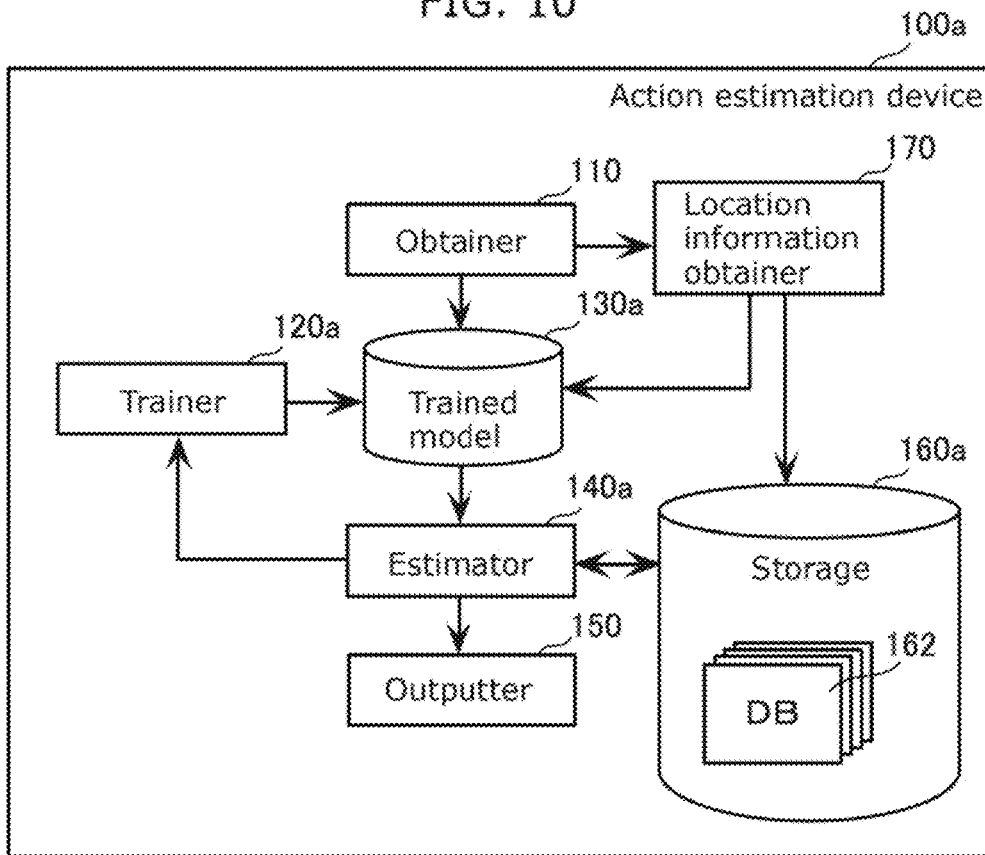 FIG. 10
100a
Action estimation device
110
170
Obtainer
Location
information
obtainer
120a
130a
Trainer
Trained
model
140a
160a
Estimator
Storage
150
162
Outputter
DB